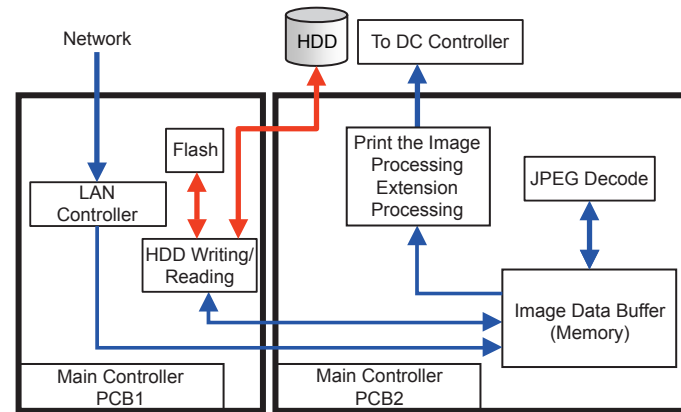 Network
HDD
To DC Controller
Flash
LAN
Controller
HDD Writing/
Reading
Main Controller
PCB1
Print the Image
Processing
Extension
Processing
JPEG Decode
Image Data Buffer
(Memory)
Main Controller
PCB2